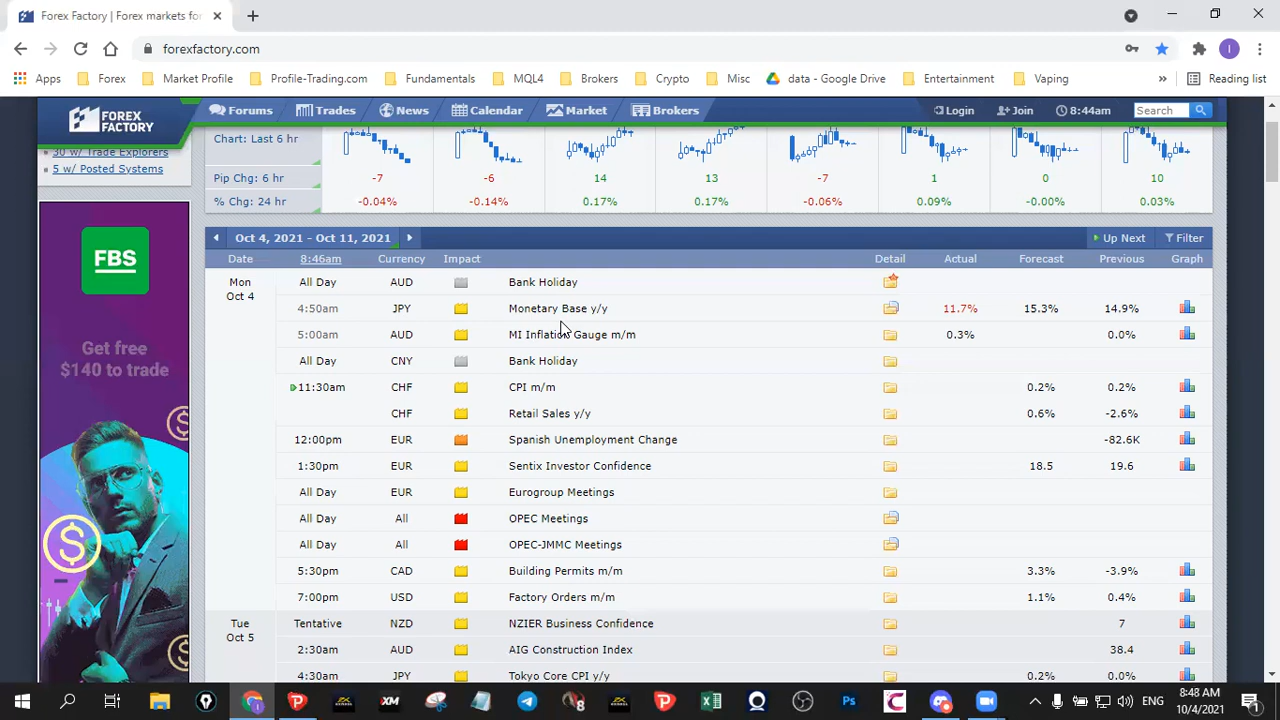 Forex Factory | Forex markets for
forexfactory.com
Apps Forex Market Profile Profile-Trading.com Fundamentals MQL4 Brokers Crypto Misc data - Google Drive Entertainment Vaping » Reading list
FOREX FACTORY Forums Trades News Calendar Market Brokers Login Join 8:44am Search
30 w/ Trade Explorers
5 w/ Posted Systems
Chart: Last 6 hr
Pip Chg: 6 hr -7 -6 14 13 -7 1 0 10
% Chg: 24 hr -0.04% -0.14% 0.17% 0.17% -0.06% 0.09% -0.00% 0.03%
FBS
Get free
$140 to trade
Oct 4, 2021 - Oct 11, 2021 Up Next Filter
Date 8:46am Currency Impact Detail Actual Forecast Previous Graph
Mon
Oct 4
All Day AUD Bank Holiday
4:50am JPY Monetary Base y/y 11.7% 15.3% 14.9%
5:00am AUD MI Inflation Gauge m/m 0.3% 0.0%
All Day CNY Bank Holiday
11:30am CHF CPI m/m 0.2% 0.2%
CHF Retail Sales y/y 0.6% -2.6%
12:00pm EUR Spanish Unemployment Change -82.6K
1:30pm EUR Sentix Investor Confidence 18.5 19.6
All Day EUR Eurogroup Meetings
All Day All OPEC Meetings
All Day All OPEC-JMMC Meetings
5:30pm CAD Building Permits m/m 3.3% -3.9%
7:00pm USD Factory Orders m/m 1.1% 0.4%
Tue
Oct 5
Tentative NZD NZIER Business Confidence 7
2:30am AUD AIG Construction Index 38.4
4:30am JPY Tokyo Core CPI y/y 0.2% 0.0%
XM
ENG
8:48 AM
10/4/2021